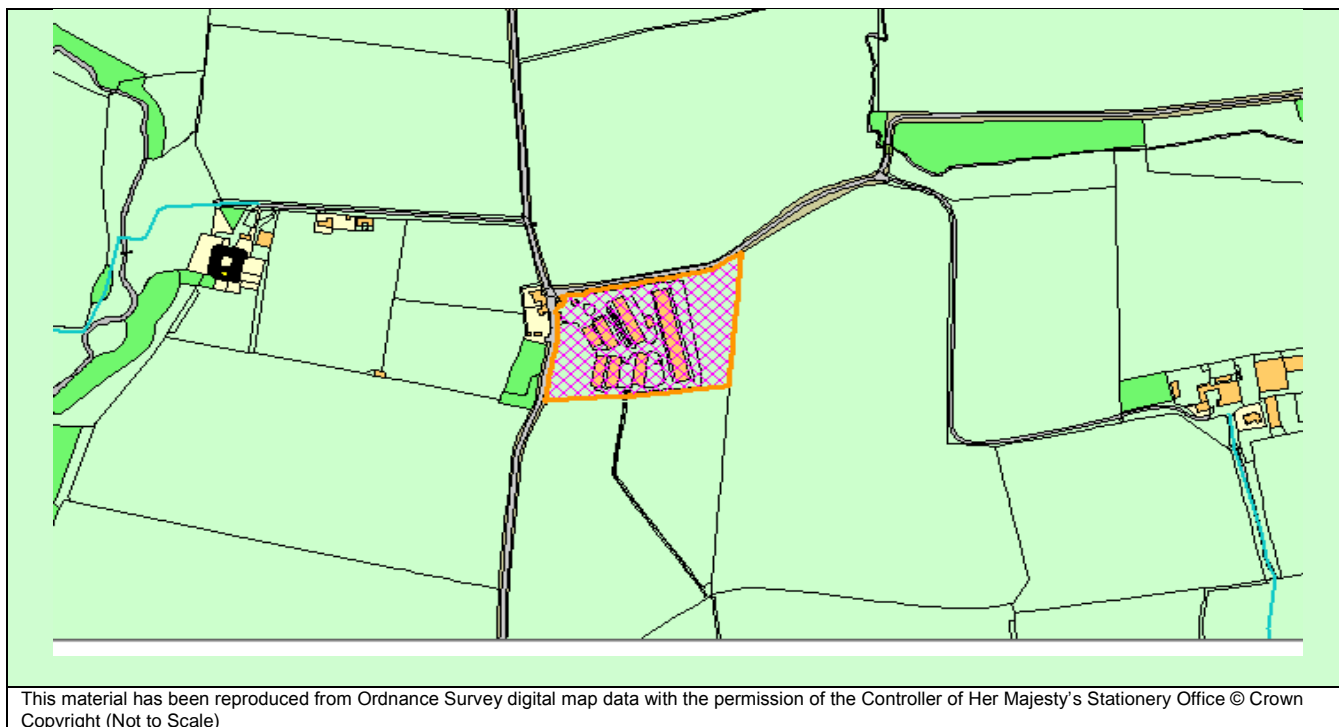 This material has been reproduced from Ordnance Survey digital map data with the permission of the Controller of Her Majesty’s Stationery Office © Crown
Copyright (Not to Scale)